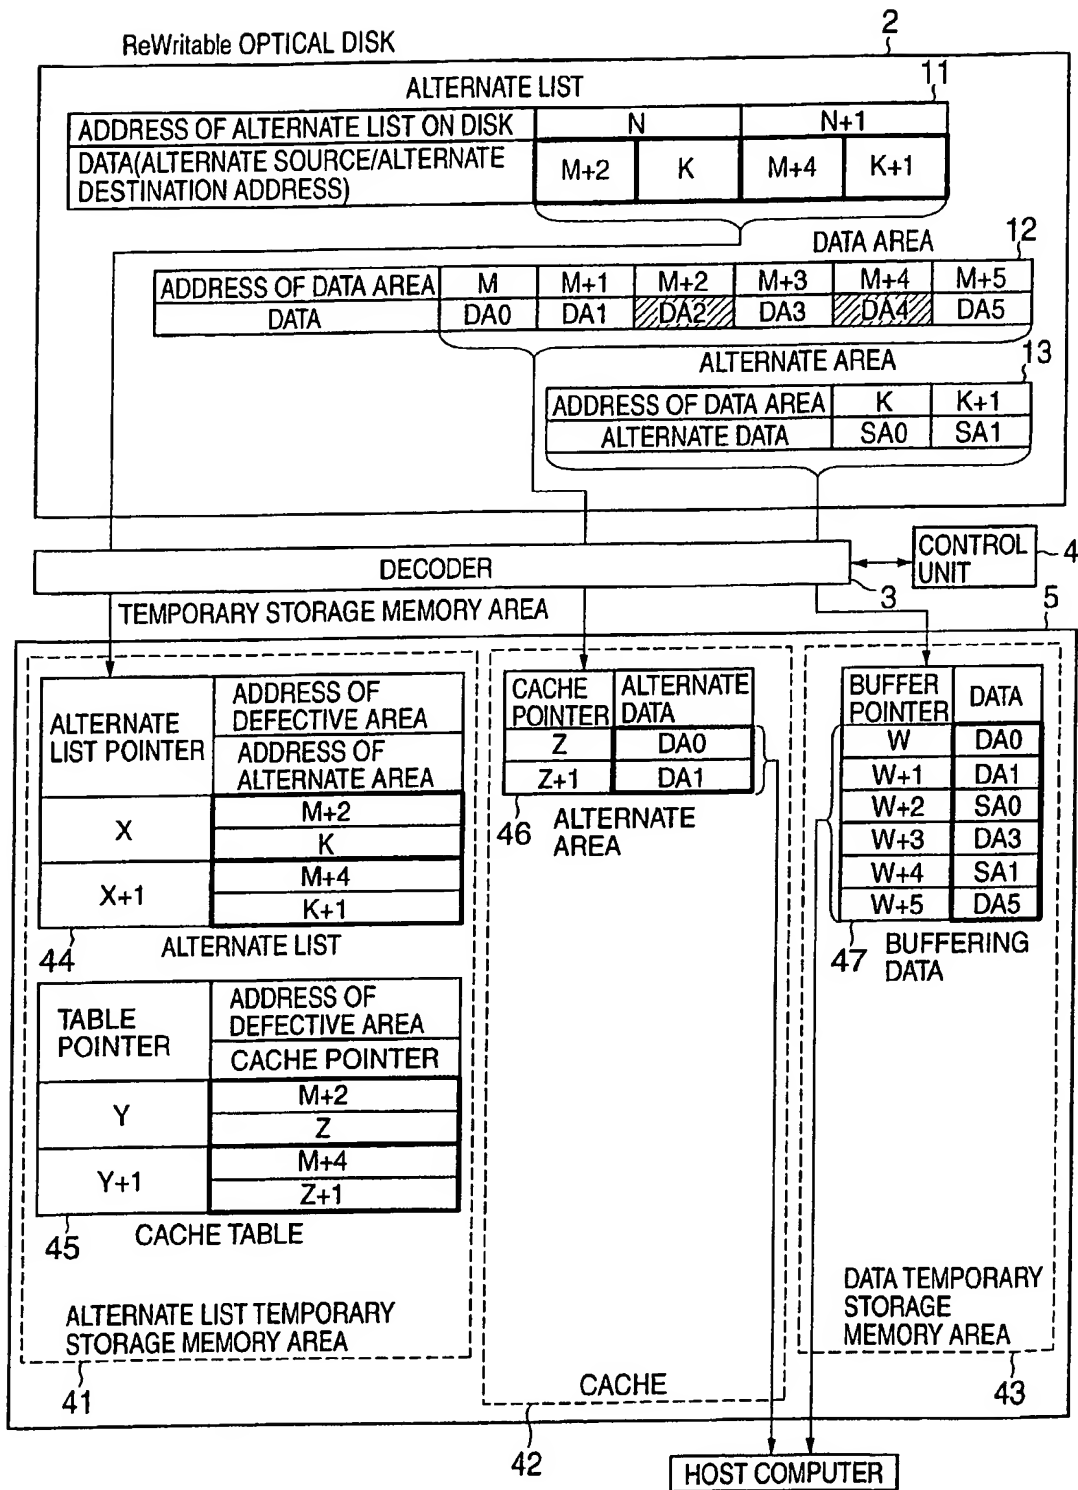 ReWritable OPTICAL DISK
2
ALTERNATE LIST
11
ADDRESS OF ALTERNATE LIST ON DISK N N+1
DATA(ALTERNATE SOURCE/ALTERNATE DESTINATION ADDRESS) M+2 K M+4 K+1
DATA AREA
12
ADDRESS OF DATA AREA M M+1 M+2 M+3 M+4 M+5
DATA DA0 DA1 DA2 DA3 DA4 DA5
ALTERNATE AREA
13
ADDRESS OF DATA AREA K K+1
ALTERNATE DATA SA0 SA1
DECODER
3
CONTROL
UNIT
4
TEMPORARY STORAGE MEMORY AREA
5
ALTERNATE
LIST POINTER
ADDRESS OF
DEFECTIVE AREA
ADDRESS OF
ALTERNATE AREA
X
M+2
K
X+1
M+4
K+1
44
ALTERNATE LIST
TABLE
POINTER
ADDRESS OF
DEFECTIVE AREA
CACHE POINTER
Y
M+2
Z
Y+1
M+4
Z+1
45
CACHE TABLE
ALTERNATE LIST TEMPORARY
STORAGE MEMORY AREA
41
CACHE
POINTER
ALTERNATE
DATA
Z DA0
Z+1 DA1
46
ALTERNATE
AREA
CACHE
42
BUFFER
POINTER
DATA
W DA0
W+1 DA1
W+2 SA0
W+3 DA3
W+4 SA1
W+5 DA5
47
BUFFERING
DATA
DATA TEMPORARY
STORAGE
MEMORY AREA
43
HOST COMPUTER